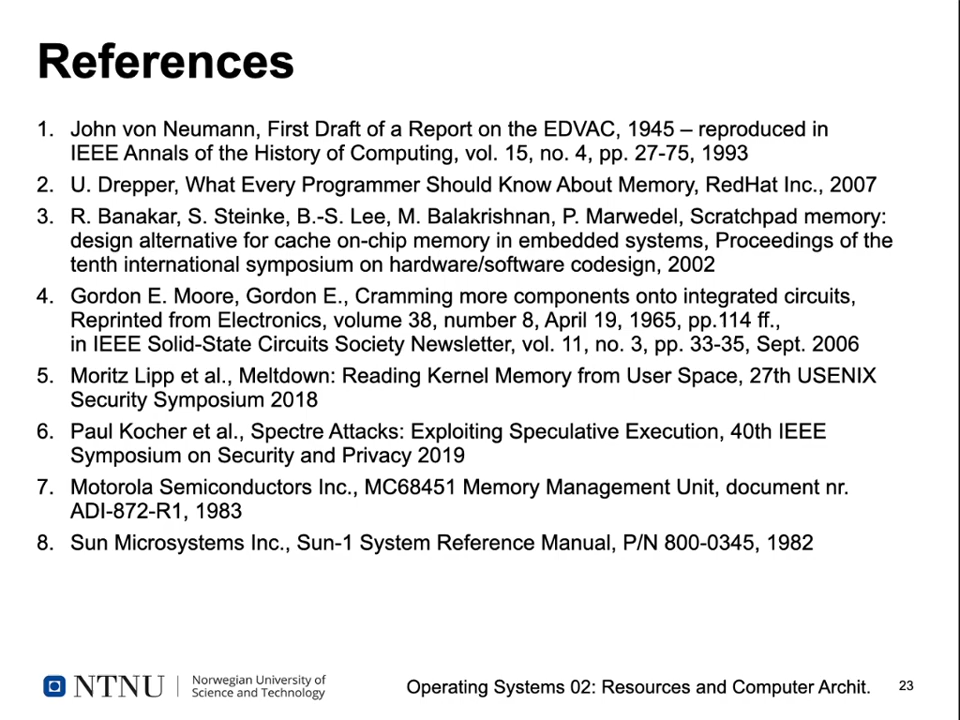 References
1. John von Neumann, First Draft of a Report on the EDVAC, 1945 – reproduced in
IEEE Annals of the History of Computing, vol. 15, no. 4, pp. 27-75, 1993
2. U. Drepper, What Every Programmer Should Know About Memory, RedHat Inc., 2007
3. R. Banakar, S. Steinke, B.-S. Lee, M. Balakrishnan, P. Marwedel, Scratchpad memory:
design alternative for cache on-chip memory in embedded systems, Proceedings of the
tenth international symposium on hardware/software codesign, 2002
4. Gordon E. Moore, Gordon E., Cramming more components onto integrated circuits,
Reprinted from Electronics, volume 38, number 8, April 19, 1965, pp.114 ff.,
in IEEE Solid-State Circuits Society Newsletter, vol. 11, no. 3, pp. 33-35, Sept. 2006
5. Moritz Lipp et al., Meltdown: Reading Kernel Memory from User Space, 27th USENIX
Security Symposium 2018
6. Paul Kocher et al., Spectre Attacks: Exploiting Speculative Execution, 40th IEEE
Symposium on Security and Privacy 2019
7. Motorola Semiconductors Inc., MC68451 Memory Management Unit, document nr.
ADI-872-R1, 1983
8. Sun Microsystems Inc., Sun-1 System Reference Manual, P/N 800-0345, 1982
NTNU
Norwegian University of
Science and Technology
Operating Systems 02: Resources and Computer Archit.
23